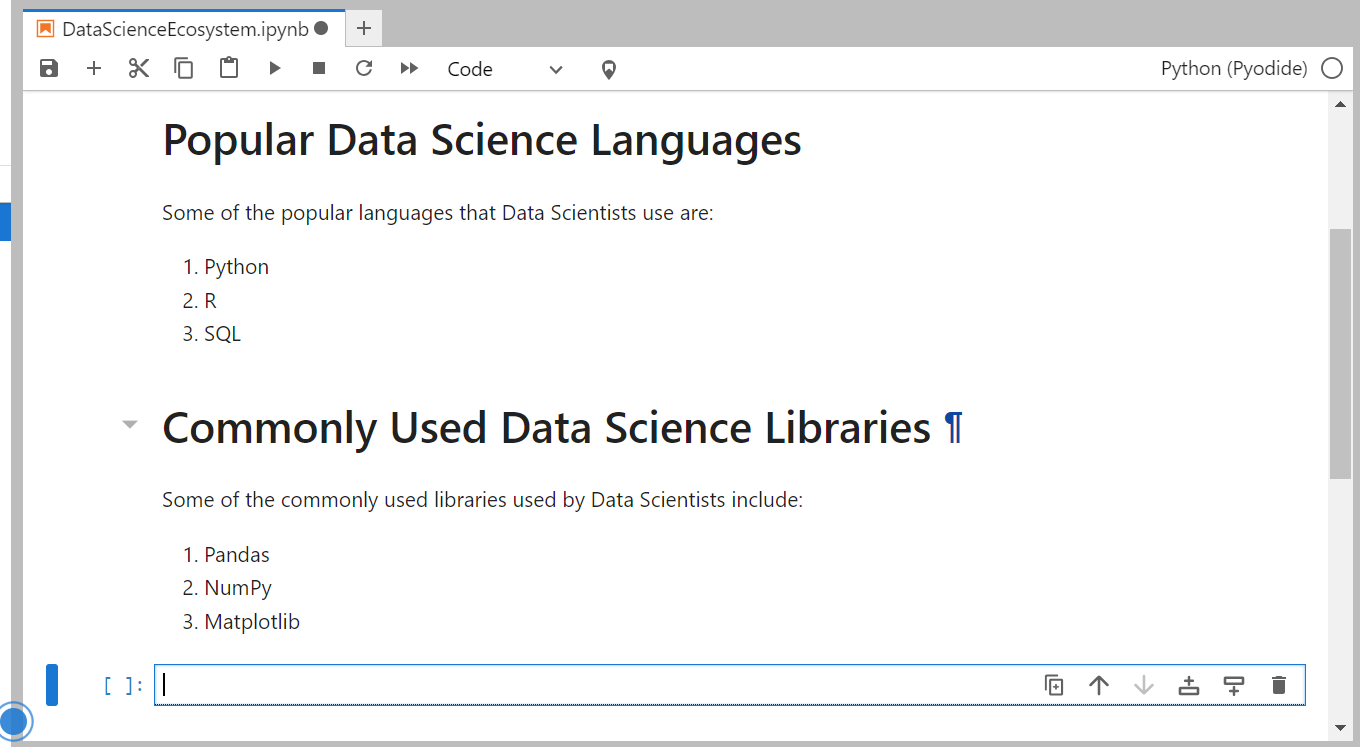 DataScienceEcosystem.ipynb
Code
Python (Pyodide)
Popular Data Science Languages
Some of the popular languages that Data Scientists use are:
1. Python
2. R
3. SQL
Commonly Used Data Science Libraries ¶
Some of the commonly used libraries used by Data Scientists include:
1. Pandas
2. NumPy
3. Matplotlib
[ ]: